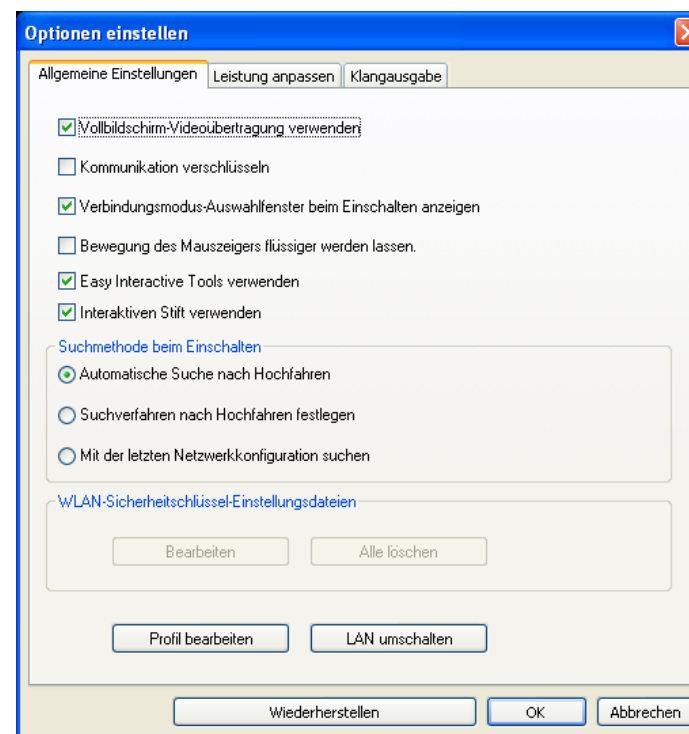 Optionen einstellen
Allgemeine Einstellungen Leistung anpassen Klangausgabe
Vollbildschirm-Videoübertragung verwenden
Kommunikation verschlüsseln
Verbindungsmodus-Auswahlfenster beim Einschalten anzeigen
Bewegung des Mauszeigers flüssiger werden lassen.
Easy Interactive Tools verwenden
Interaktiven Stift verwenden
Suchmethode beim Einschalten
Automatische Suche nach Hochfahren
Suchverfahren nach Hochfahren festlegen
Mit der letzten Netzwerkkonfiguration suchen
WLAN-Sicherheitschlüssel-Einstellungsdateien
Bearbeiten Alle löschen
Profil bearbeiten LAN umschalten
Wiederherstellen OK Abbrechen